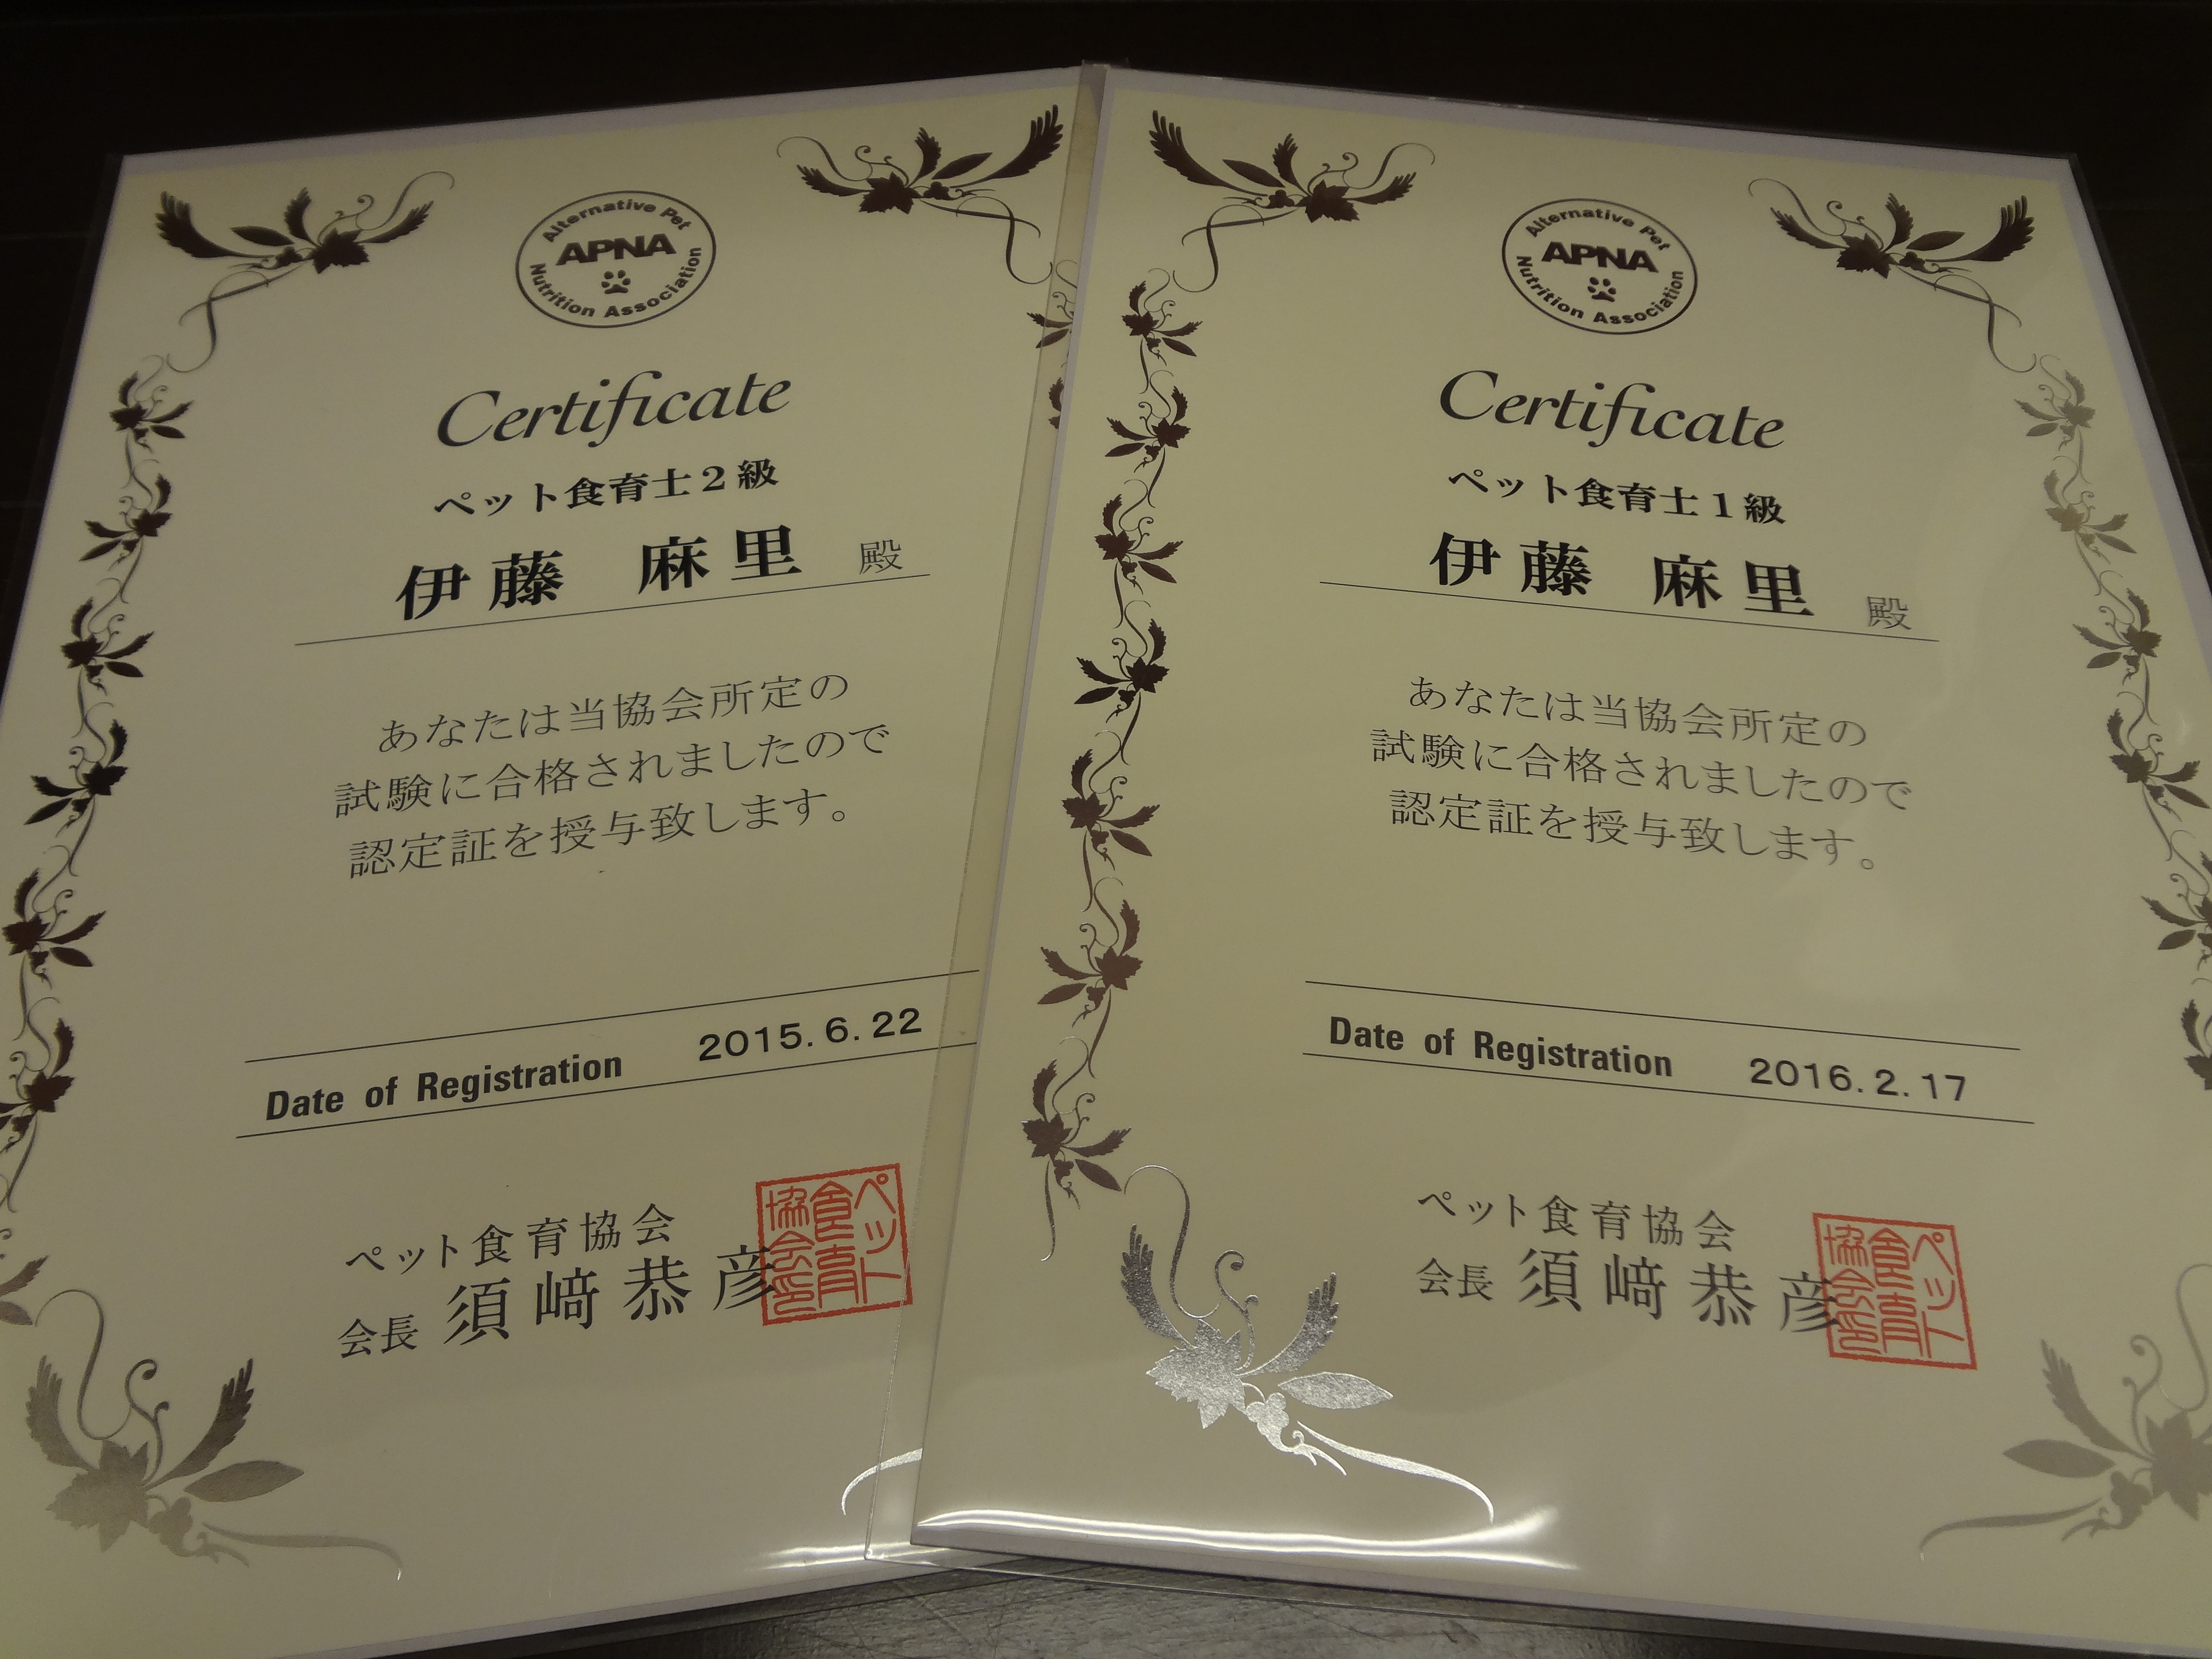 Alternative Pet
APNA
Nutrition Association
Certificate
ペット食育士2級
伊藤 麻里 殿
あなたは当協会所定の
試験に合格されましたので
認定証を授与致します。
Date of Registration 2015.6.22
ペット食育協会
会長 須﨑恭彦
ペット
食育
協会印
Alternative Pet
APNA
Nutrition Association
Certificate
ペット食育士1級
伊藤 麻里 殿
あなたは当協会所定の
試験に合格されましたので
認定証を授与致します。
Date of Registration 2016.2.17
ペット食育協会
会長 須﨑恭彦
ペット
食育
協会印